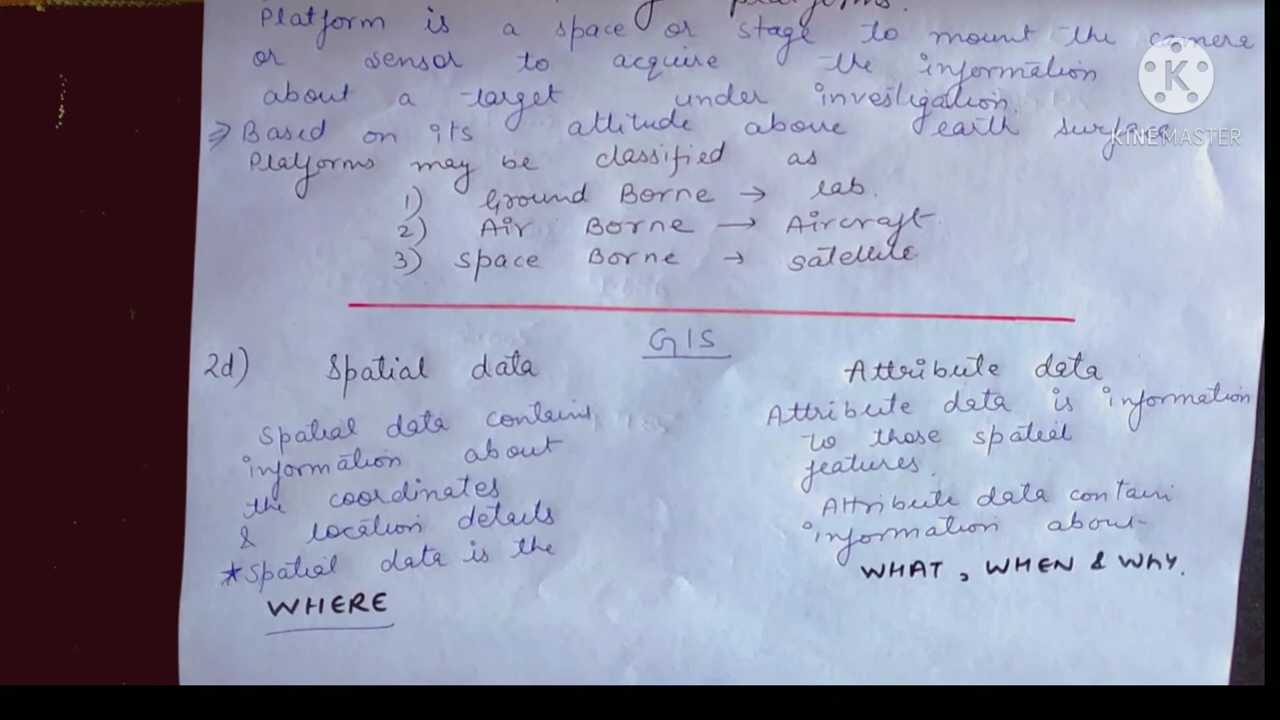 platforms.
Platform is a space or stage to mount the camera
or sensor to acquire the information
about a target under investigation.
⇒ Based on its attitude above earth surface
Platforms may be classified as
1) Ground Borne → lab.
2) Air Borne → Aircraft
3) space Borne → satellite
GIS
2d) Spatial data
Spatial data contains
information about
the coordinates
& location details
*Spatial data is the
WHERE
Attribute data
Attribute data is information
to those spatial
features.
Attribute data contain
information about
WHAT, WHEN & WHY.
K
KINEMASTER